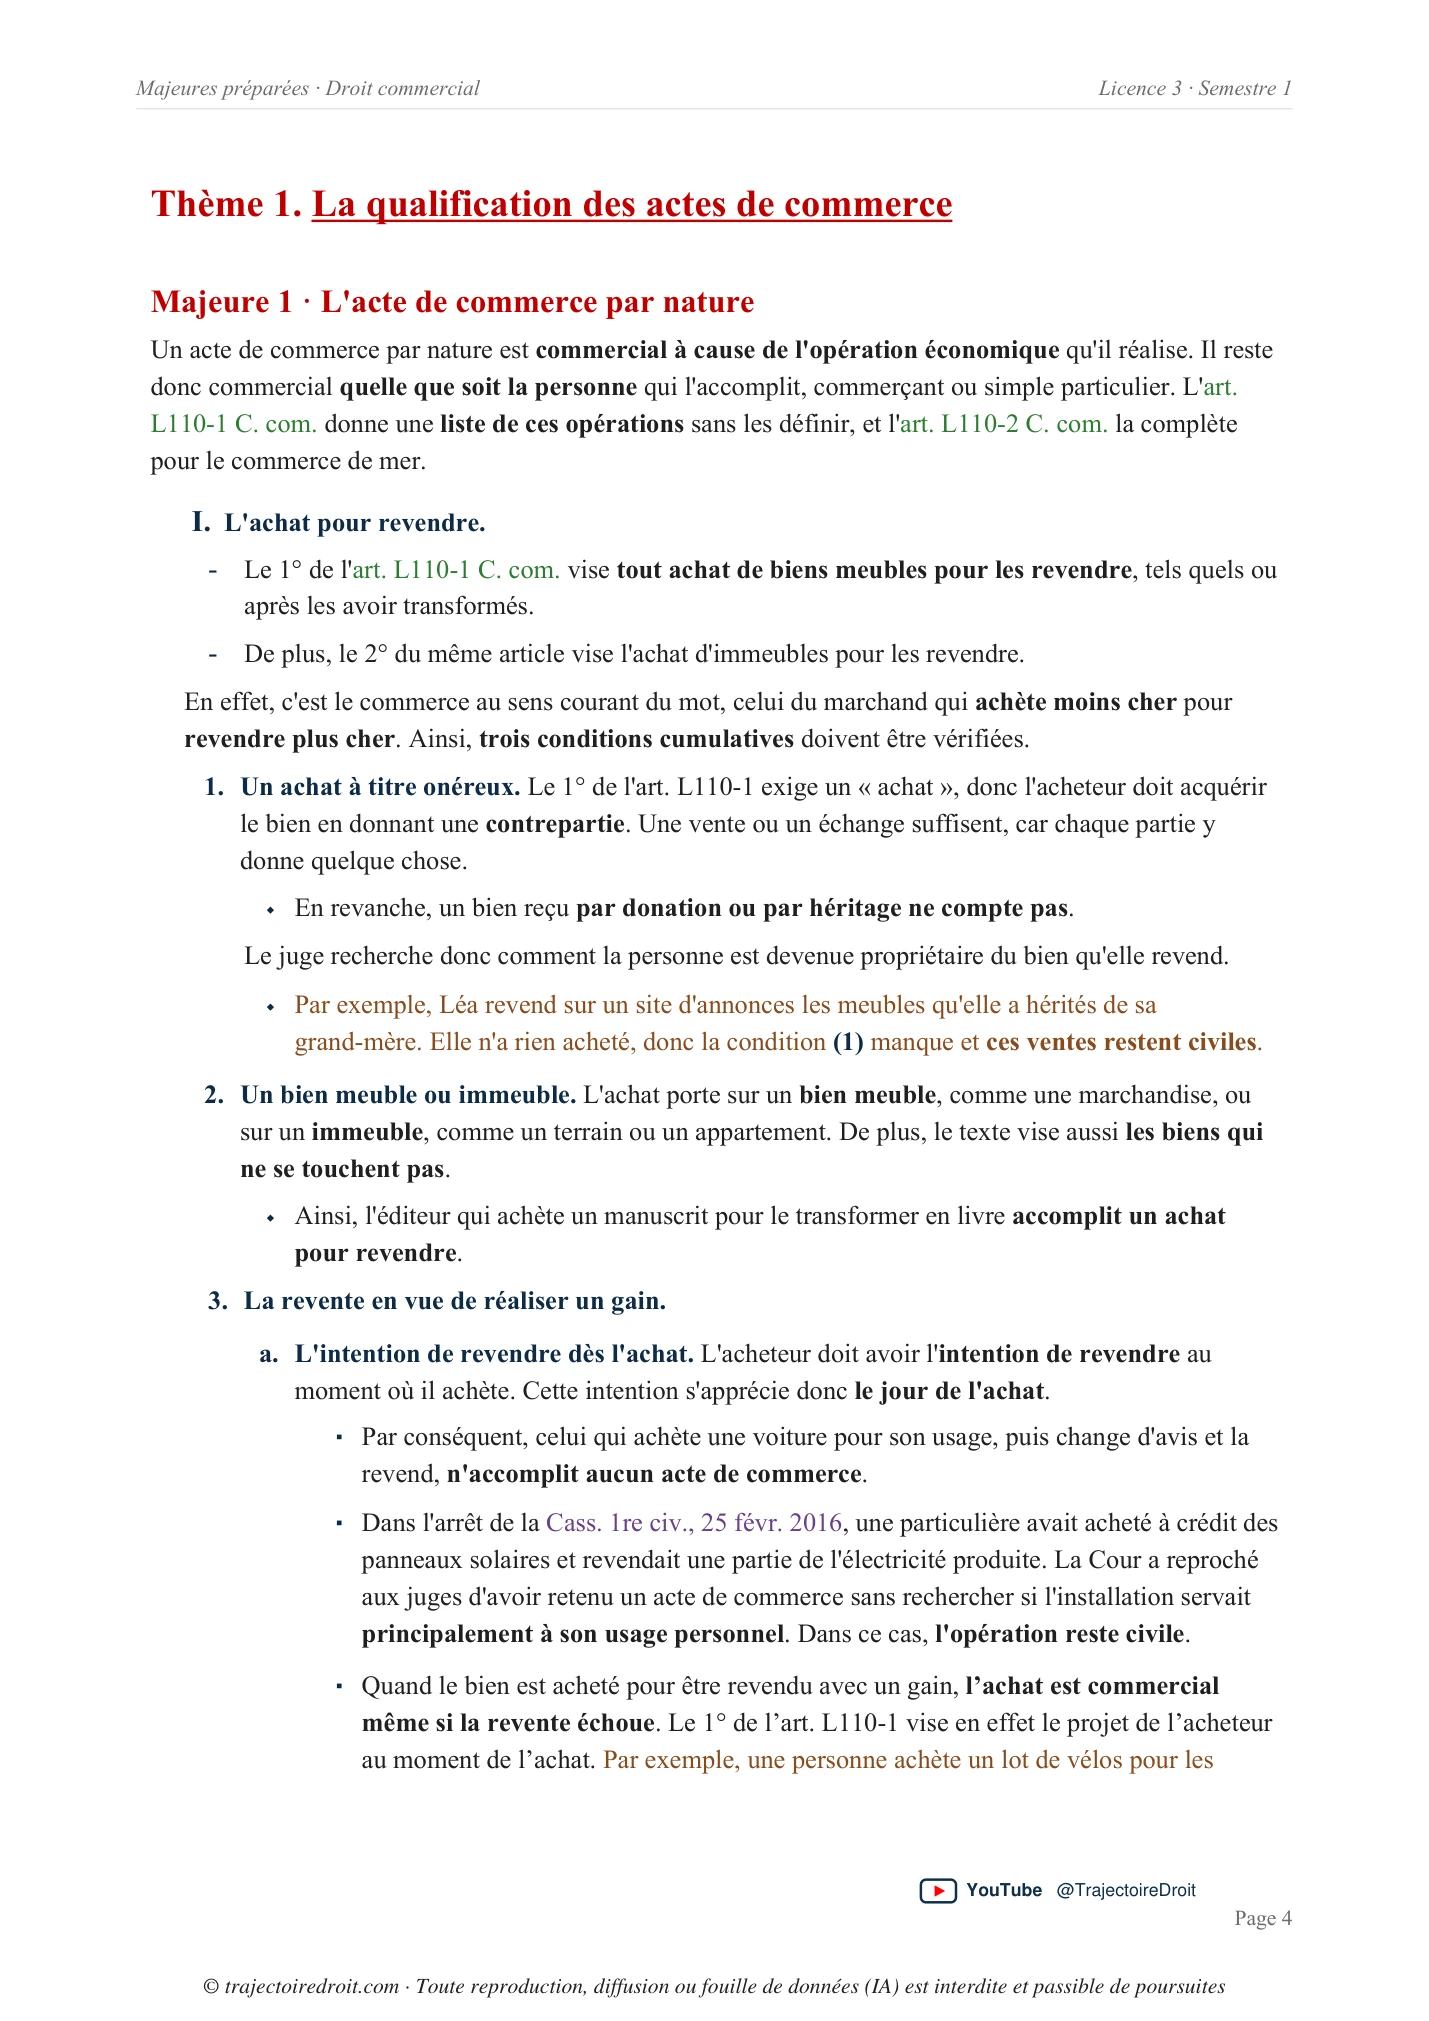 Majeures préparées · Droit commercial
Licence 3 · Semestre 1
Thème 1. La qualification des actes de commerce
Majeure 1 · L'acte de commerce par nature
Un acte de commerce par nature est commercial à cause de l'opération économique qu'il réalise. Il reste
donc commercial quelle que soit la personne qui l'accomplit, commerçant ou simple particulier. L'art.
L110-1 C. com. donne une liste de ces opérations sans les définir, et l'art. L110-2 C. com. la complète
pour le commerce de mer.
I. L'achat pour revendre.
- Le 1° de l'art. L110-1 C. com. vise tout achat de biens meubles pour les revendre, tels quels ou
après les avoir transformés.
- De plus, le 2° du même article vise l'achat d'immeubles pour les revendre.
En effet, c'est le commerce au sens courant du mot, celui du marchand qui achète moins cher pour
revendre plus cher. Ainsi, trois conditions cumulatives doivent être vérifiées.
1. Un achat à titre onéreux. Le 1° de l'art. L110-1 exige un « achat », donc l'acheteur doit acquérir
le bien en donnant une contrepartie. Une vente ou un échange suffisent, car chaque partie y
donne quelque chose.
⬩ En revanche, un bien reçu par donation ou par héritage ne compte pas.
Le juge recherche donc comment la personne est devenue propriétaire du bien qu'elle revend.
⬩ Par exemple, Léa revend sur un site d'annonces les meubles qu'elle a hérités de sa
grand-mère. Elle n'a rien acheté, donc la condition (1) manque et ces ventes restent civiles.
2. Un bien meuble ou immeuble. L'achat porte sur un bien meuble, comme une marchandise, ou
sur un immeuble, comme un terrain ou un appartement. De plus, le texte vise aussi les biens qui
ne se touchent pas.
⬩ Ainsi, l'éditeur qui achète un manuscrit pour le transformer en livre accomplit un achat
pour revendre.
3. La revente en vue de réaliser un gain.
a. L'intention de revendre dès l'achat. L'acheteur doit avoir l'intention de revendre au
moment où il achète. Cette intention s'apprécie donc le jour de l'achat.
▪ Par conséquent, celui qui achète une voiture pour son usage, puis change d'avis et la
revend, n'accomplit aucun acte de commerce.
▪ Dans l'arrêt de la Cass. 1re civ., 25 févr. 2016, une particulière avait acheté à crédit des
panneaux solaires et revendait une partie de l'électricité produite. La Cour a reproché
aux juges d'avoir retenu un acte de commerce sans rechercher si l'installation servait
principalement à son usage personnel. Dans ce cas, l'opération reste civile.
▪ Quand le bien est acheté pour être revendu avec un gain, l’achat est commercial
même si la revente échoue. Le 1° de l’art. L110-1 vise en effet le projet de l’acheteur
au moment de l’achat. Par exemple, une personne achète un lot de vélos pour les
YouTube @TrajectoireDroit
Page 4
© trajectoiredroit.com · Toute reproduction, diffusion ou fouille de données (IA) est interdite et passible de poursuites